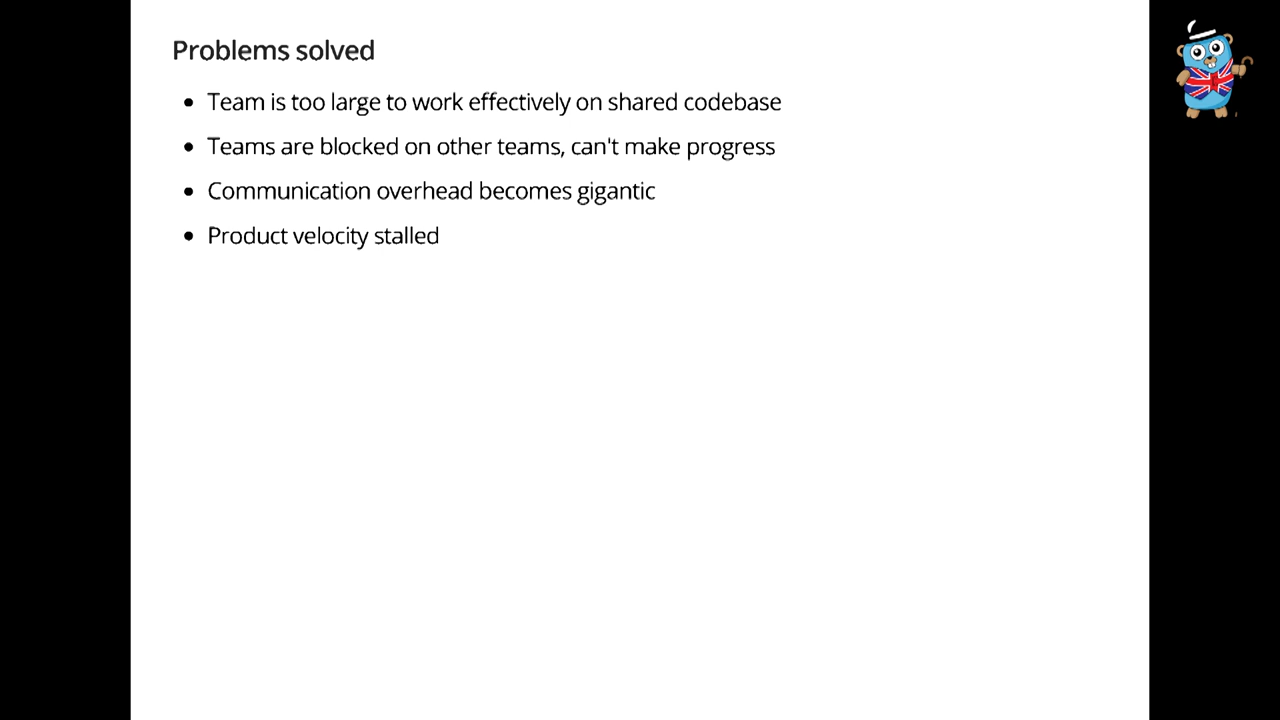 Problems solved
Team is too large to work effectively on shared codebase
Teams are blocked on other teams, can't make progress
Communication overhead becomes gigantic
Product velocity stalled